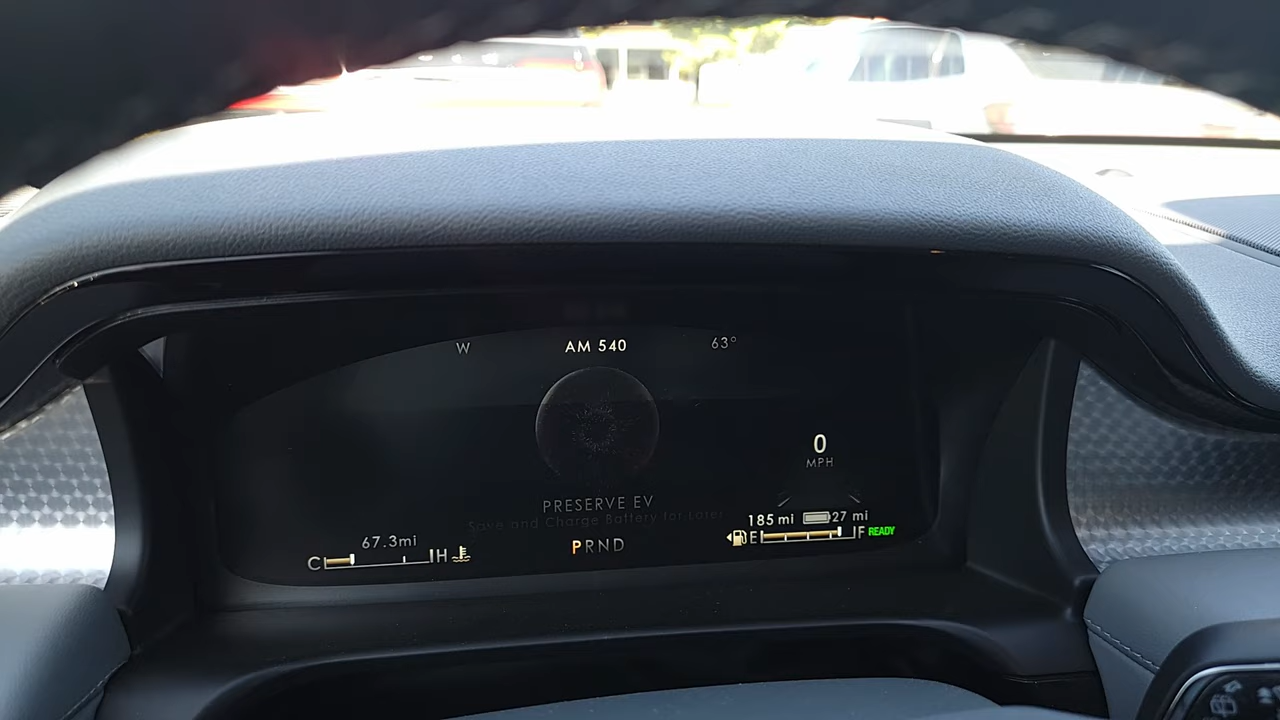 W AM 540 63°
0
MPH
PRESERVE EV
Save and Charge Battery for Later
185 mi 27 mi
E F READY
67.3mi
C H
PRND